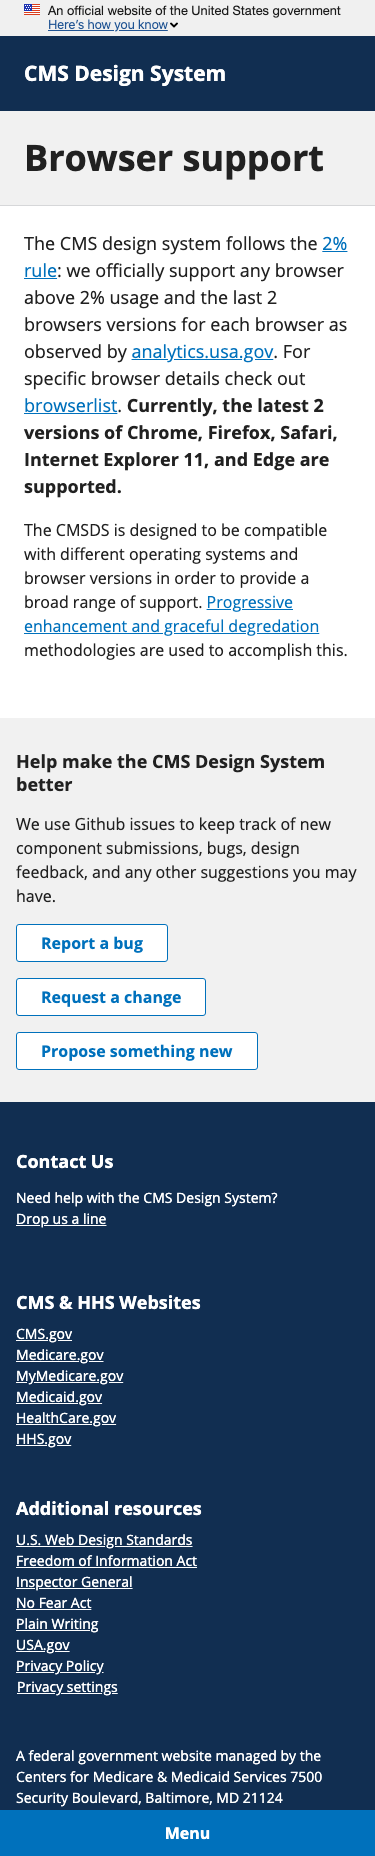 An official website of the United States government
Here's how you know
CMS Design System
Browser support
The CMS design system follows the 2%
rule: we officially support any browser
above 2% usage and the last 2
browsers versions for each browser as
observed by analytics.usa.gov. For
specific browser details check out
browserlist. Currently, the latest 2
versions of Chrome, Firefox, Safari,
Internet Explorer 11, and Edge are
supported.
The CMSDS is designed to be compatible
with different operating systems and
browser versions in order to provide a
broad range of support. Progressive
enhancement and graceful degredation
methodologies are used to accomplish this.
Help make the CMS Design System
better
We use Github issues to keep track of new
component submissions, bugs, design
feedback, and any other suggestions you may
have.
Report a bug
Request a change
Propose something new
Contact Us
Need help with the CMS Design System?
Drop us a line
CMS & HHS Websites
CMS.gov
Medicare.gov
MyMedicare.gov
Medicaid.gov
HealthCare.gov
HHS.gov
Additional resources
U.S. Web Design Standards
Freedom of Information Act
Inspector General
No Fear Act
Plain Writing
USA.gov
Privacy Policy
Privacy settings
A federal government website managed by the
Centers for Medicare & Medicaid Services 7500
Security Boulevard, Baltimore, MD 21124
Menu